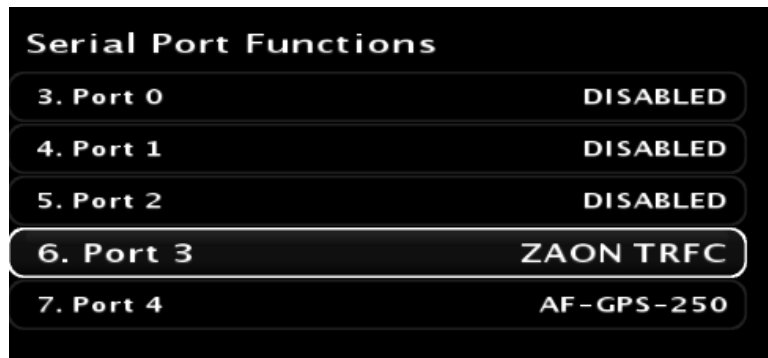 Serial Port Functions
3. Port 0 DISABLED
4. Port 1 DISABLED
5. Port 2 DISABLED
6. Port 3 ZAON TRFC
7. Port 4 AF-GPS-250